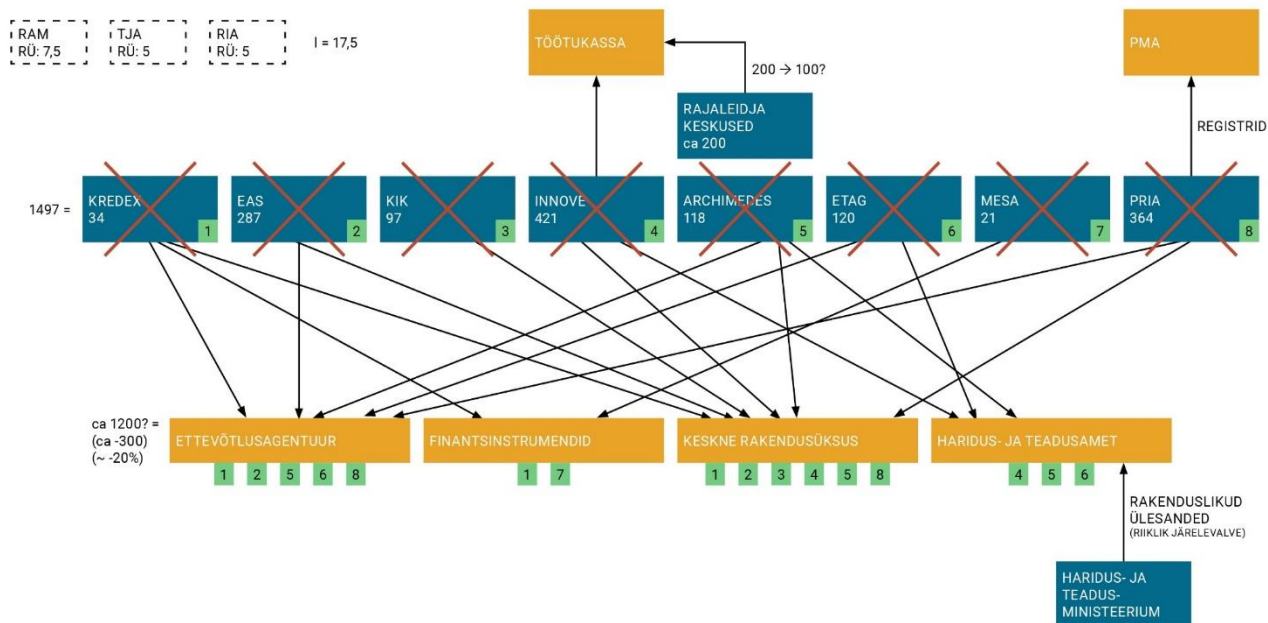 RAM
RÜ: 7,5
TJA
RÜ: 5
RIA
RÜ: 5
I = 17,5
TÖÖTUKASSA
PMA
200 → 100?
RAJALEIDJA
KESKUSED
ca 200
REGISTRID
1497 =
KREDEX
34
1
EAS
287
2
KIK
97
3
INNOVE
421
4
ARCHIMEDES
118
5
ETAG
120
6
MESA
21
7
PRIA
364
8
ca 1200? =
(ca -300)
(~ -20%)
ETTEVÕTLUSAGENTUUR
1 2 5 6 8
FINANTSINSTRUMENDID
1 7
KESKNE RAKENDUSÜKSUS
1 2 3 4 5 8
HARIDUS- JA TEADUSAMET
4 5 6
RAKENDUSLIKUD
ÜLESANDED
(RIIKLIK JÄRELEVALVE)
HARIDUS- JA
TEADUS-
MINISTEERIUM